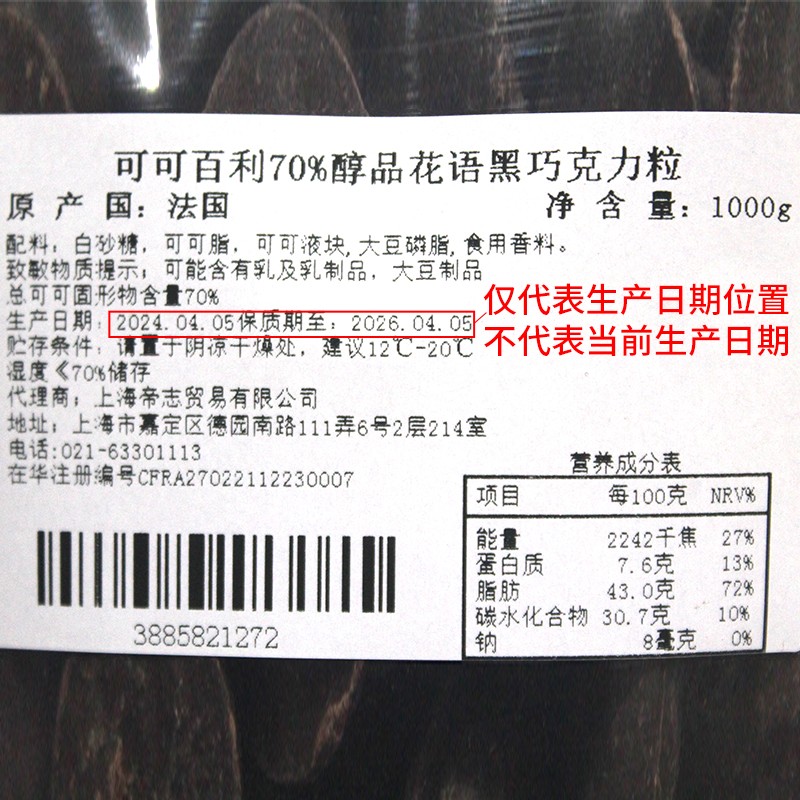 可可百利70%醇品花语黑巧克力粒
原产国：法国 净含量：1000g
配料：白砂糖，可可脂，可可液块,大豆磷脂,食用香料。
致敏物质提示：可能含有乳及乳制品，大豆制品
总可可固形物含量70%
生产日期：2024.04.05保质期至：2026.04.05
仅代表生产日期位置
不代表当前生产日期
贮存条件：请置于阴凉干燥处，建议12℃-20℃
湿度《70%储存
代理商：上海帝志贸易有限公司
地址：上海市嘉定区德园南路111弄6号2层214室
电话:021-63301113
在华注册编号CFRA27022112230007
3885821272
营养成分表
项目 每100克 NRV%
能量 2242千焦 27%
蛋白质 7.6克 13%
脂肪 43.0克 72%
碳水化合物 30.7克 10%
钠 8毫克 0%